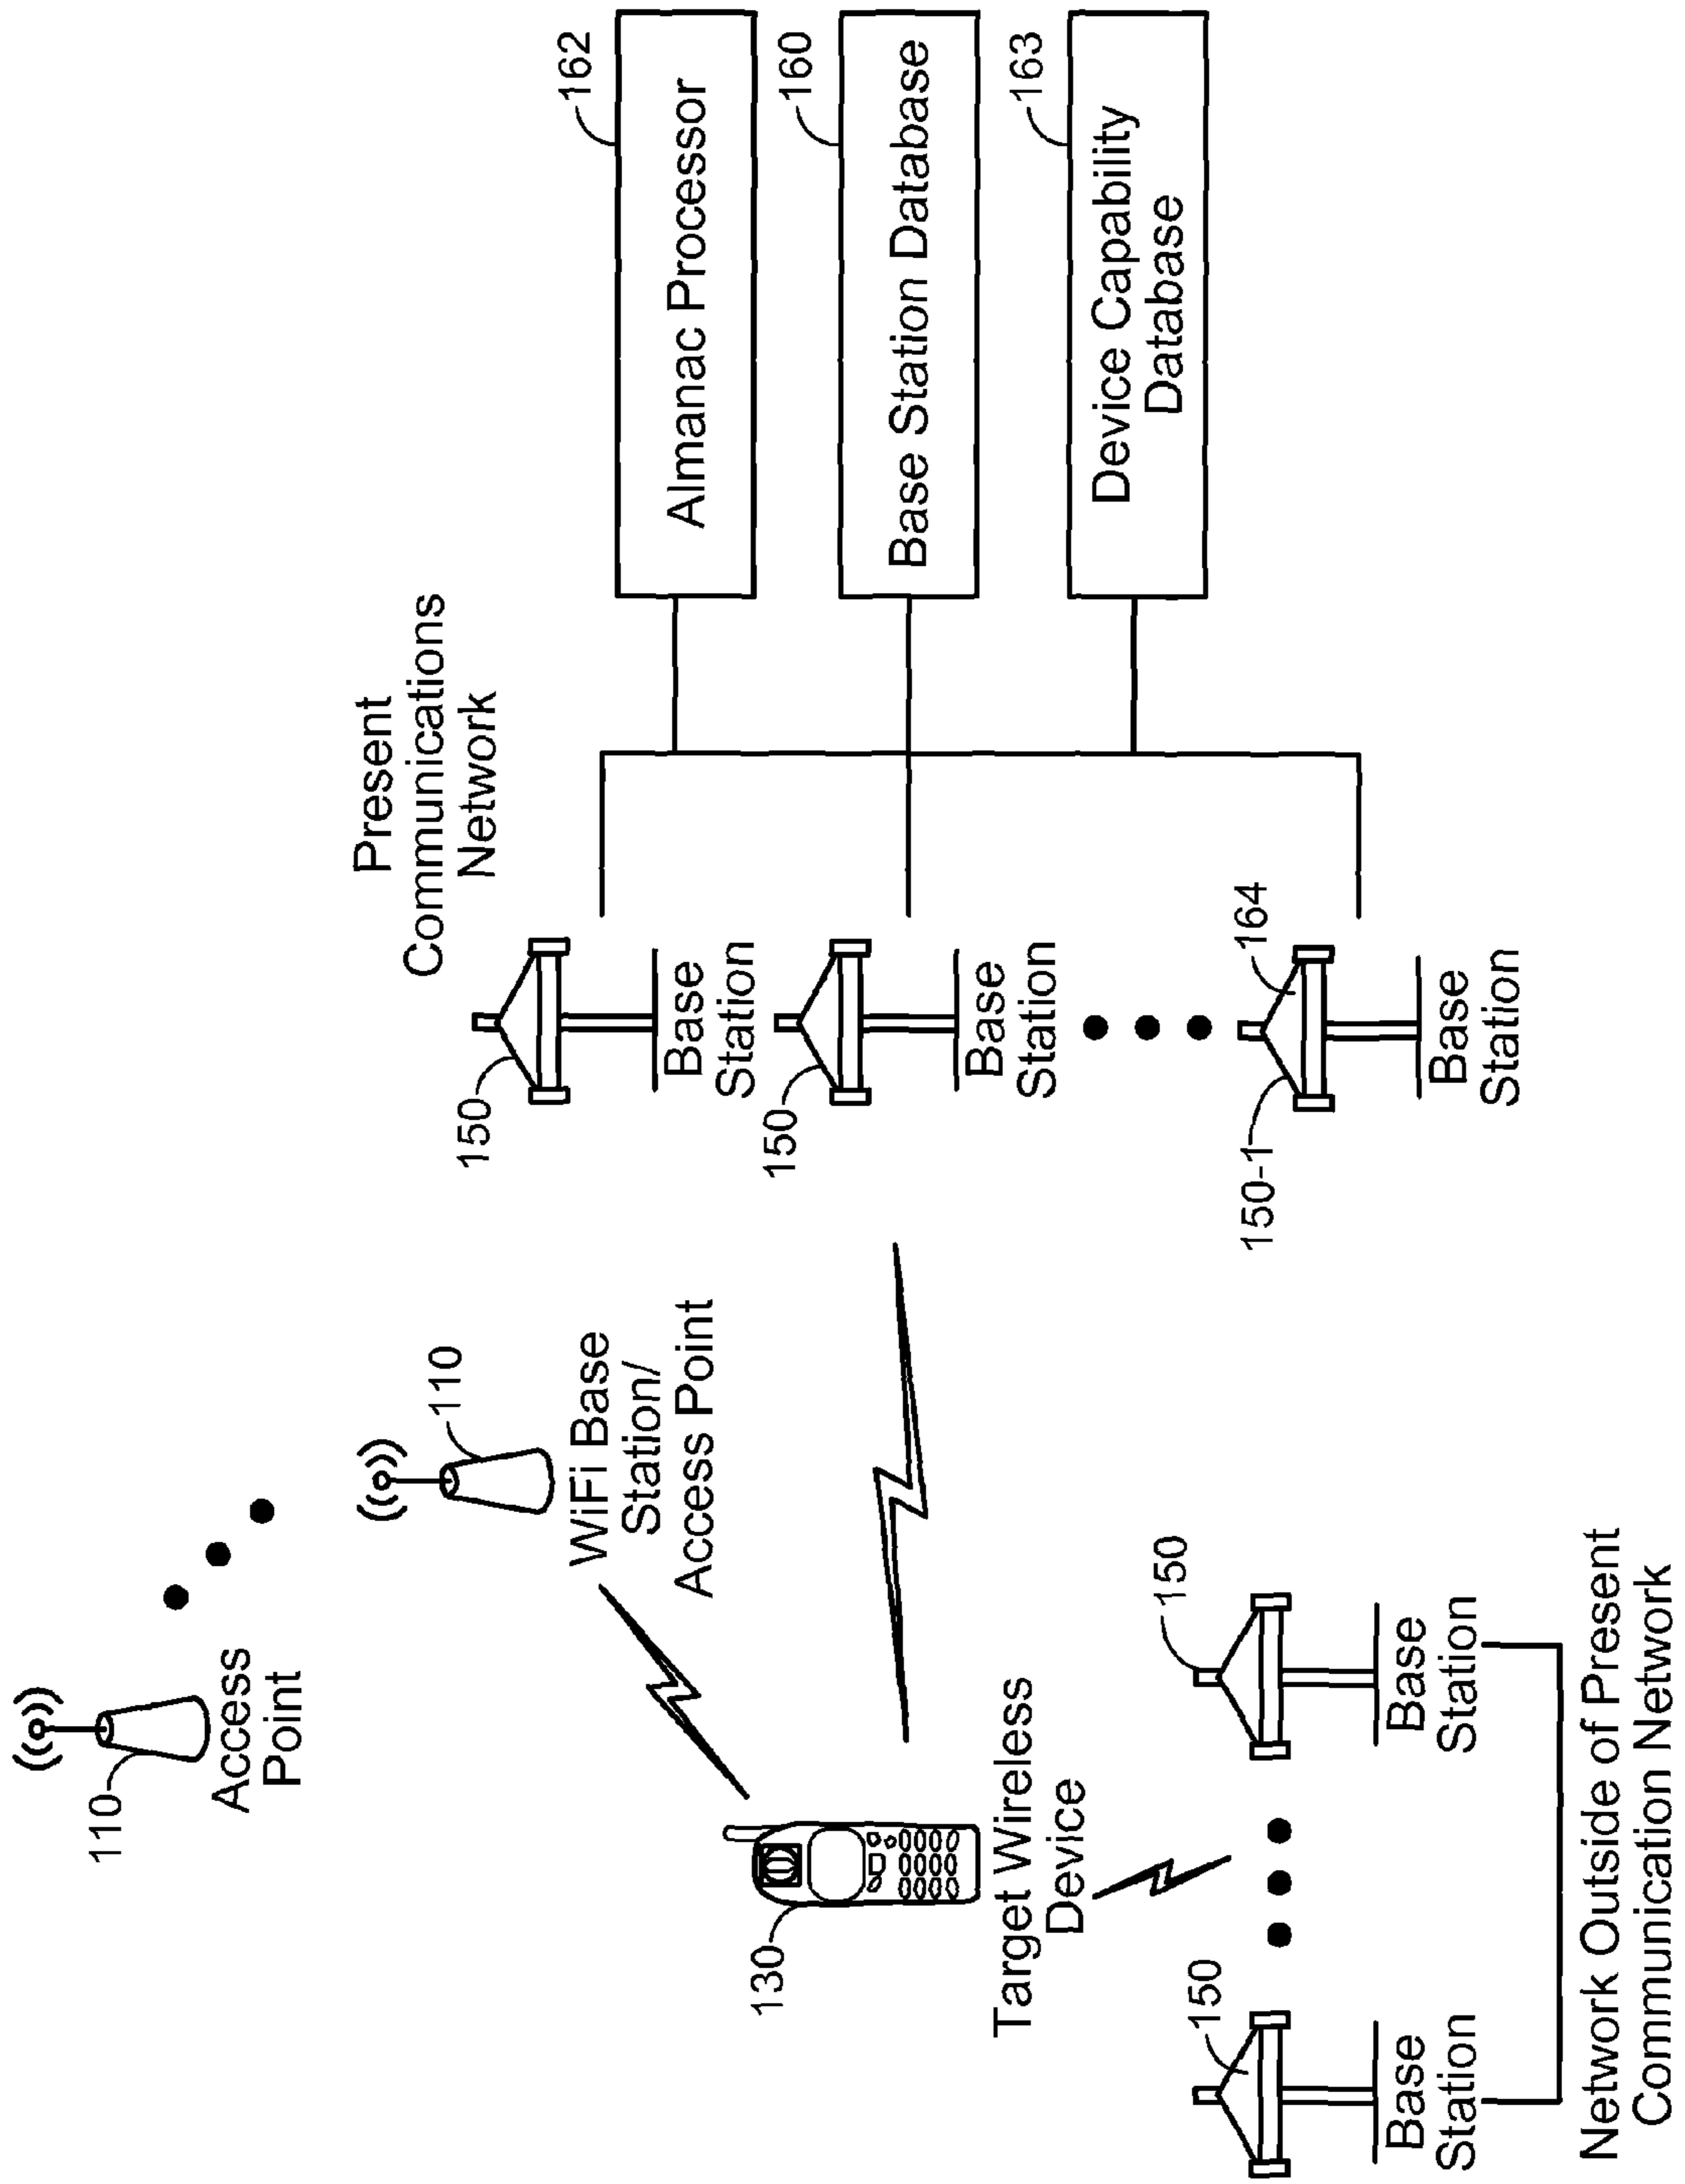 110
Access
Point
110
WiFi Base
Station/
Access Point
Present
Communications
Network
150
Base
Station
150
Base
Station
150-1
164
Base
Station
162
Almanac Processor
160
Base Station Database
163
Device Capability
Database
130
Target Wireless
Device
150
Base
Station
150
Base
Station
Network Outside of Present
Communication Network